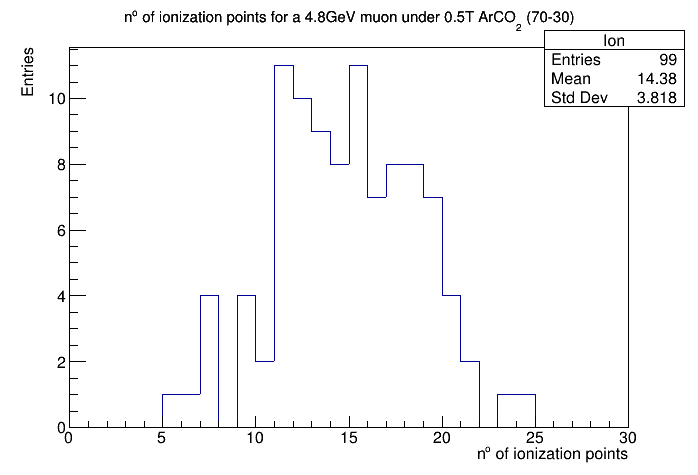 nº of ionization points for a 4.8GeV muon under 0.5T ArCO2 (70-30)
Ion
Entries 99
Mean 14.38
Std Dev 3.818
Entries
10
8
6
4
2
0
0 5 10 15 20 25 30
nº of ionization points